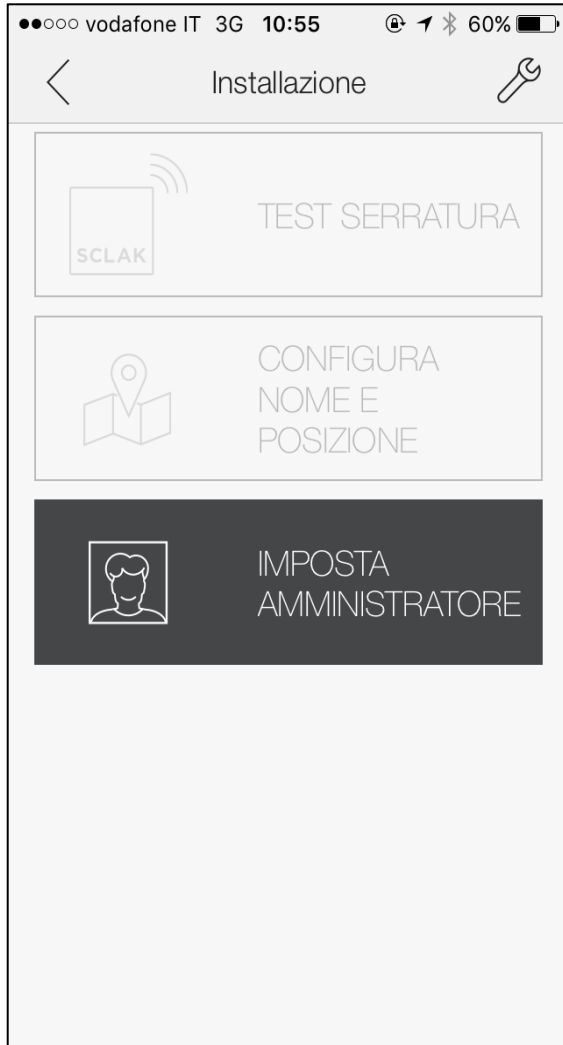 vodafone IT 3G 10:55 60%
Installazione
SCLAK
TEST SERRATURA
CONFIGURA
NOME E
POSIZIONE
IMPOSTA
AMMINISTRATORE